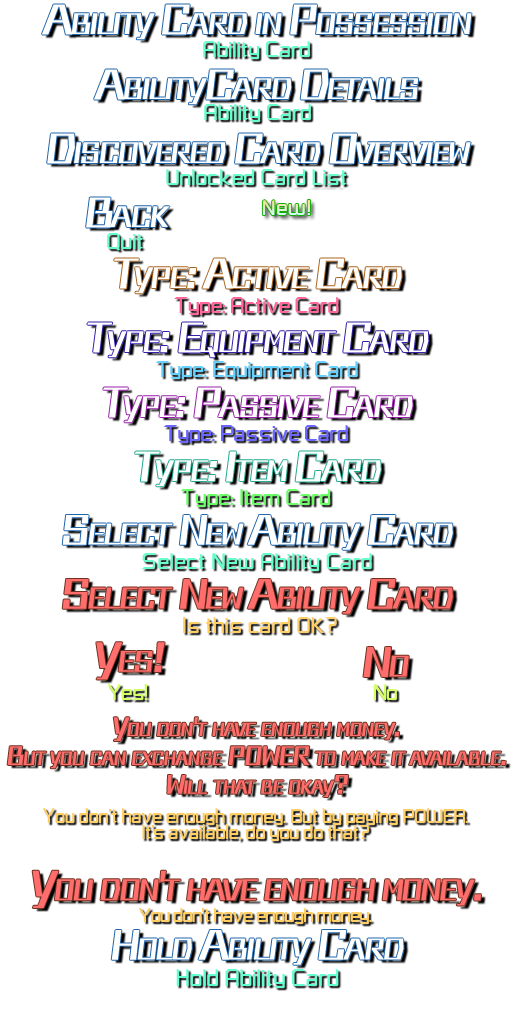 Ability Card in Possession
Ability Card
AbilityCard Details
Ability Card
Discovered Card Overview
Unlocked Card List
Back
New!
Quit
Type: Active Card
Type: Active Card
Type: Equipment Card
Type: Equipment Card
Type: Passive Card
Type: Passive Card
Type: Item Card
Type: Item Card
Select New Ability Card
Select New Ability Card
Select New Ability Card
Is this card OK?
Yes! No
Yes! No
You don't have enough money.
But you can exchange POWER to make it available.
Will that be okay?
You don't have enough money. But by paying POWER.
It's available, do you do that?
You don't have enough money.
You don't have enough money.
Hold Ability Card
Hold Ability Card